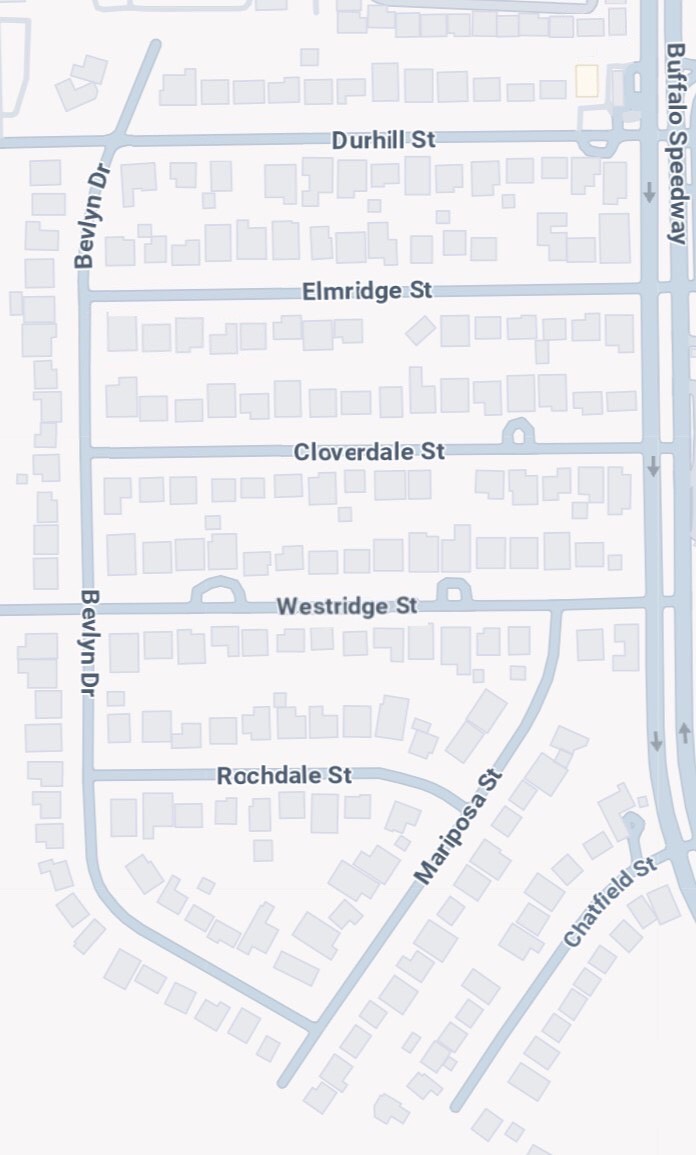 Buffalo Speedway
Durhill St
Bevlyn Dr
Elmridge St
Cloverdale St
Westridge St
Bevlyn Dr
Rochdale St
Mariposa St
Chatfield St